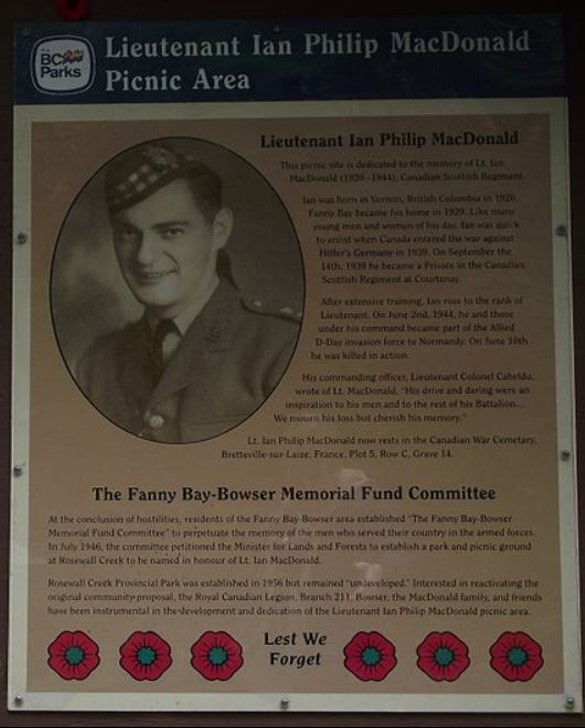 BC
Parks
Lieutenant Ian Philip MacDonald
Picnic Area
Lieutenant Ian Philip MacDonald
This picnic site is dedicated to the memory of Lt. Ian
MacDonald (1920–1944), Canadian Scottish Regiment.
Ian was born in Vernon, British Columbia in 1920.
Fanny Bay became his home in 1929. Like many
young men and women of his day, Ian was quick
to enlist when Canada entered the war against
Hitler's Germany in 1939. On September the
14th, 1939 he became a Private in the Canadian
Scottish Regiment at Courtenay.
After extensive training, Ian rose to the rank of
Lieutenant. On June 2nd, 1944, he and those
under his command became part of the Allied
D-Day invasion force to Normandy. On June 10th
he was killed in action.
His commanding officer, Lieutenant Colonel Cabeldu,
wrote of Lt. MacDonald, "His drive and daring were an
inspiration to his men and to the rest of his Battalion...
We mourn his loss but cherish his memory."
Lt. Ian Philip MacDonald now rests in the Canadian War Cemetary,
Bretteville-sur-Laize, France, Plot 5, Row C, Grave 14.
The Fanny Bay-Bowser Memorial Fund Committee
At the conclusion of hostilities, residents of the Fanny Bay-Bowser area established "The Fanny Bay-Bowser
Memorial Fund Committee" to perpetuate the memory of the men who served their country in the armed forces.
In July 1946, the committee petitioned the Minister for Lands and Forests to establish a park and picnic ground
at Rosewall Creek to be named in honour of Lt. Ian MacDonald.
Rosewall Creek Provincial Park was established in 1956 but remained "undeveloped." Interested in reactivating the
original community proposal, the Royal Canadian Legion, Branch 211, Bowser, the MacDonald family, and friends
have been instrumental in the development and dedication of the Lieutenant Ian Philip MacDonald picnic area.
Lest We
Forget